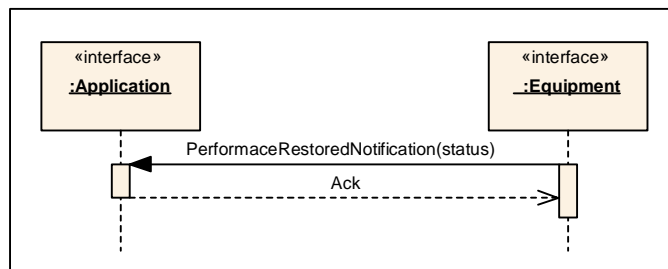 «interface»
:Application
«interface»
:Equipment
PerformaceRestoredNotification(status)
Ack